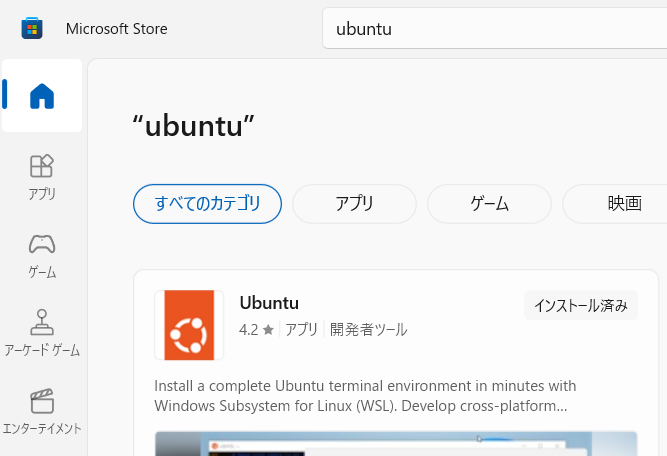 Microsoft Store
ubuntu
“ubuntu”
すべてのカテゴリ
アプリ
ゲーム
映画
アプリ
ゲーム
アーケード ゲーム
エンターテイメント
Ubuntu
インストール済み
4.2 ★ アプリ 開発者ツール
Install a complete Ubuntu terminal environment in minutes with
Windows Subsystem for Linux (WSL). Develop cross-platform...